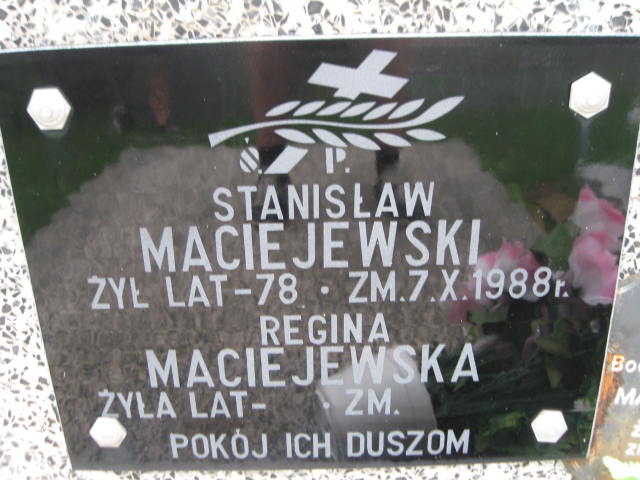 Ś P.
STANISŁAW
MACIEJEWSKI
ŻYŁ LAT-78 · ZM.7.X.1988r.
REGINA
MACIEJEWSKA
ŻYŁA LAT- · ZM.
POKÓJ ICH DUSZOM